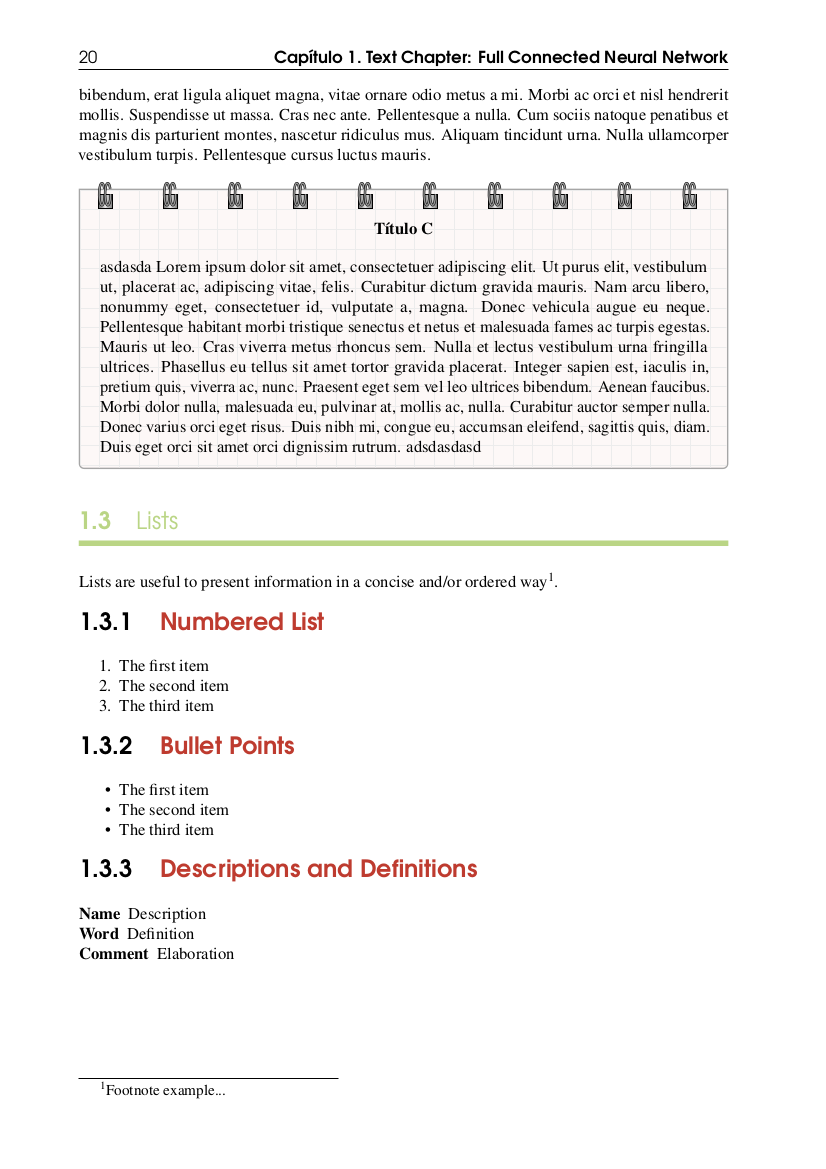 20 Capítulo 1. Text Chapter: Full Connected Neural Network
bibendum, erat ligula aliquet magna, vitae ornare odio metus a mi. Morbi ac orci et nisl hendrerit
mollis. Suspendisse ut massa. Cras nec ante. Pellentesque a nulla. Cum sociis natoque penatibus et
magnis dis parturient montes, nascetur ridiculus mus. Aliquam tincidunt urna. Nulla ullamcorper
vestibulum turpis. Pellentesque cursus luctus mauris.
Título C
asdasda Lorem ipsum dolor sit amet, consectetuer adipiscing elit. Ut purus elit, vestibulum
ut, placerat ac, adipiscing vitae, felis. Curabitur dictum gravida mauris. Nam arcu libero,
nonummy eget, consectetuer id, vulputate a, magna. Donec vehicula augue eu neque.
Pellentesque habitant morbi tristique senectus et netus et malesuada fames ac turpis egestas.
Mauris ut leo. Cras viverra metus rhoncus sem. Nulla et lectus vestibulum urna fringilla
ultrices. Phasellus eu tellus sit amet tortor gravida placerat. Integer sapien est, iaculis in,
pretium quis, viverra ac, nunc. Praesent eget sem vel leo ultrices bibendum. Aenean faucibus.
Morbi dolor nulla, malesuada eu, pulvinar at, mollis ac, nulla. Curabitur auctor semper nulla.
Donec varius orci eget risus. Duis nibh mi, congue eu, accumsan eleifend, sagittis quis, diam.
Duis eget orci sit amet orci dignissim rutrum. adsdasdasd
1.3 Lists
Lists are useful to present information in a concise and/or ordered way1.
1.3.1 Numbered List
1. The first item
2. The second item
3. The third item
1.3.2 Bullet Points
• The first item
• The second item
• The third item
1.3.3 Descriptions and Definitions
Name Description
Word Definition
Comment Elaboration
1Footnote example...